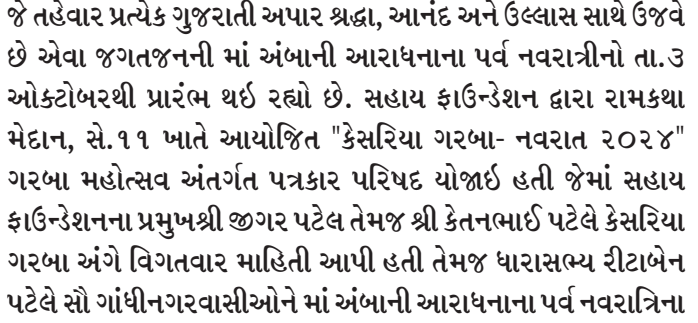 જે તહેવાર પ્રત્યેક ગુજરાતી અપાર શ્રદ્ધા, આનંદ અને ઉલ્લાસ સાથે ઉજવે
છે એવા જગતજનની માં અંબાની આરાધનાના પર્વ નવરાત્રીનો તા.૩
ઓક્ટોબરથી પ્રારંભ થઇ રહ્યો છે. સહાય ફાઉન્ડેશન દ્વારા રામકથા
મેદાન, સે.૧૧ ખાતે આયોજિત "કેસરિયા ગરબા- નવરાત ૨૦૨૪"
ગરબા મહોત્સવ અંતર્ગત પત્રકાર પરિષદ યોજાઇ હતી જેમાં સહાય
ફાઉન્ડેશનના પ્રમુખશ્રી જીગર પટેલ તેમજ શ્રી કેતનભાઈ પટેલે કેસરિયા
ગરબા અંગે વિગતવાર માહિતી આપી હતી તેમજ ધારાસભ્ય રીટાબેન
પટેલે સૌ ગાંધીનગરવાસીઓને માં અંબાની આરાધનાના પર્વ નવરાત્રિના